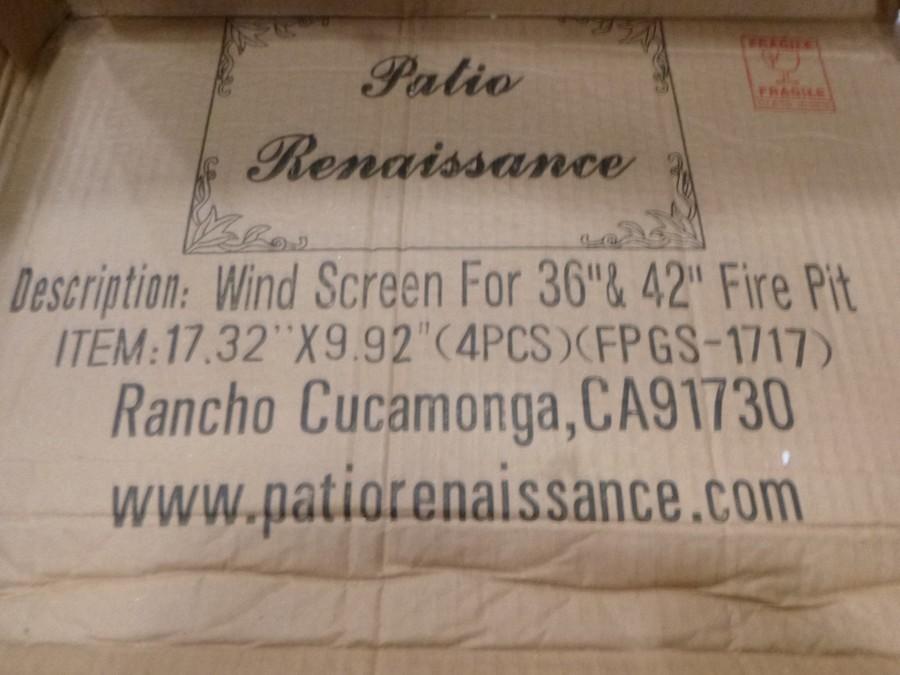 Patio
Renaissance
FRAGILE
FRAGILE
Description: Wind Screen For 36"& 42" Fire Pit
ITEM:17.32''X9.92"(4PCS)(FPGS-1717)
Rancho Cucamonga,CA91730
www.patiorenaissance.com